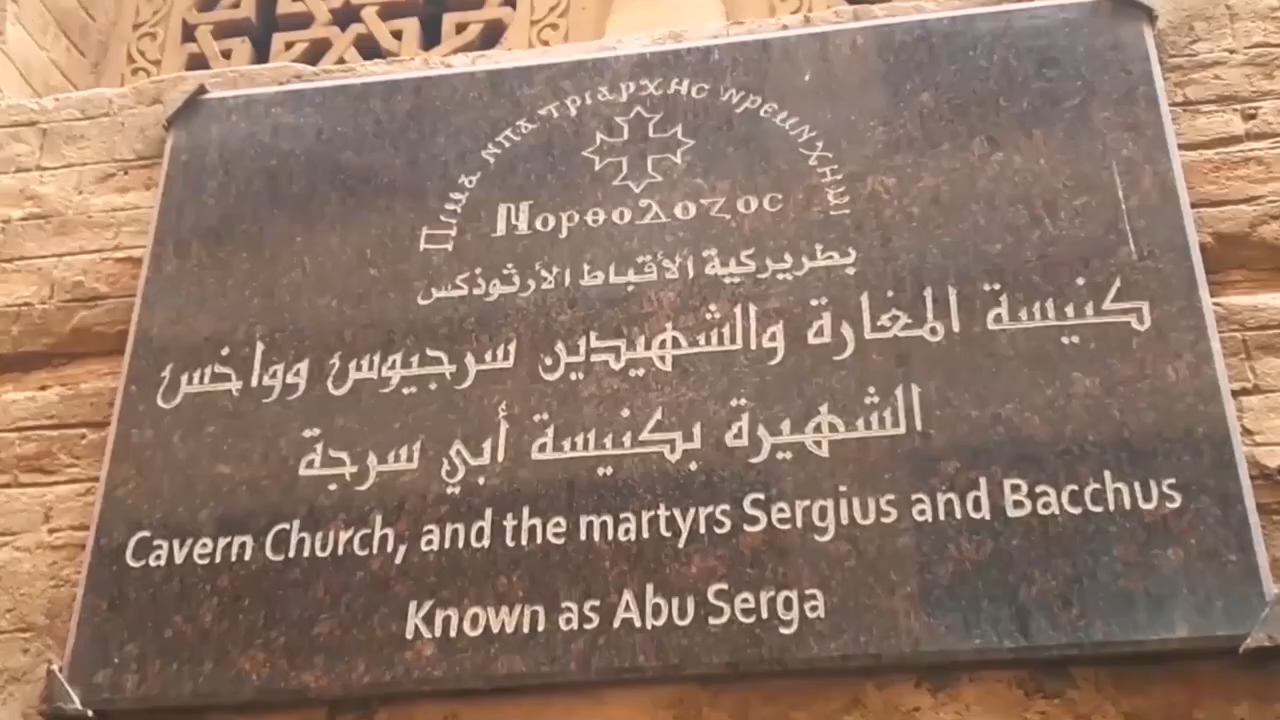 Ⲡⲓⲙⲁ ⲛⲡⲁⲧⲣⲓⲁⲣⲭⲏⲥ ⲛⲣⲉⲙⲛⲭⲏⲙⲓ
Ⲛⲟⲣⲑⲟⲇⲟⲝⲟⲥ
بطريركية الأقباط الأرثوذكس
كنيسة المغارة والشهيدين سرجيوس وواخس
الشهيرة بكنيسة أبي سرجة
Cavern Church, and the martyrs Sergius and Bacchus
Known as Abu Serga